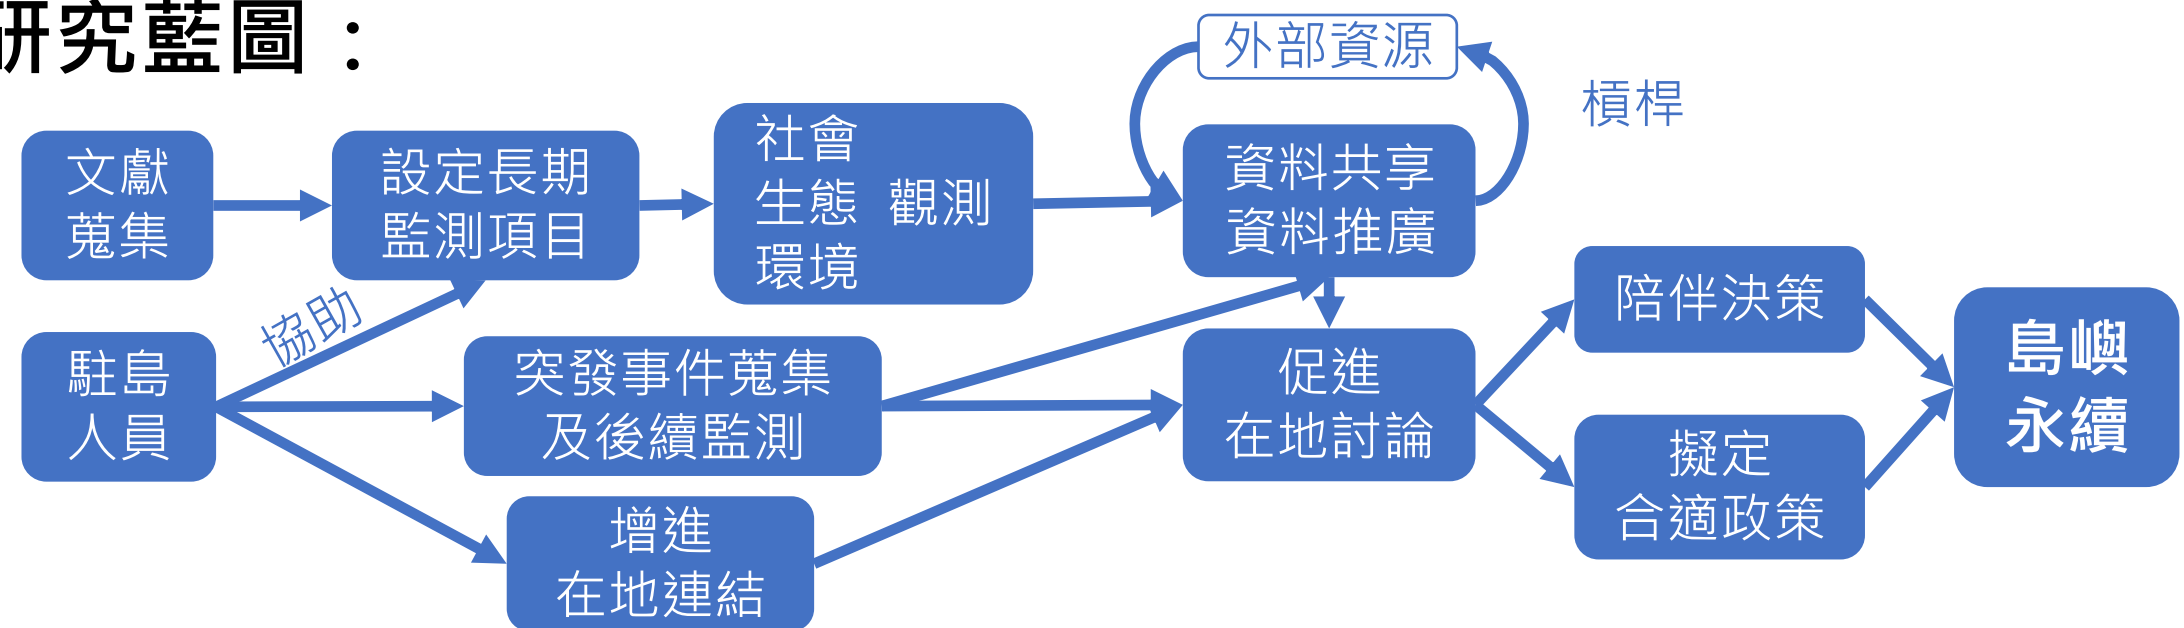 研究藍圖：
外部資源
槓桿
文獻
蒐集
設定長期
監測項目
社會
生態 觀測
環境
資料共享
資料推廣
協助
駐島
人員
突發事件蒐集
及後續監測
增進
在地連結
促進
在地討論
陪伴決策
擬定
合適政策
島嶼
永續